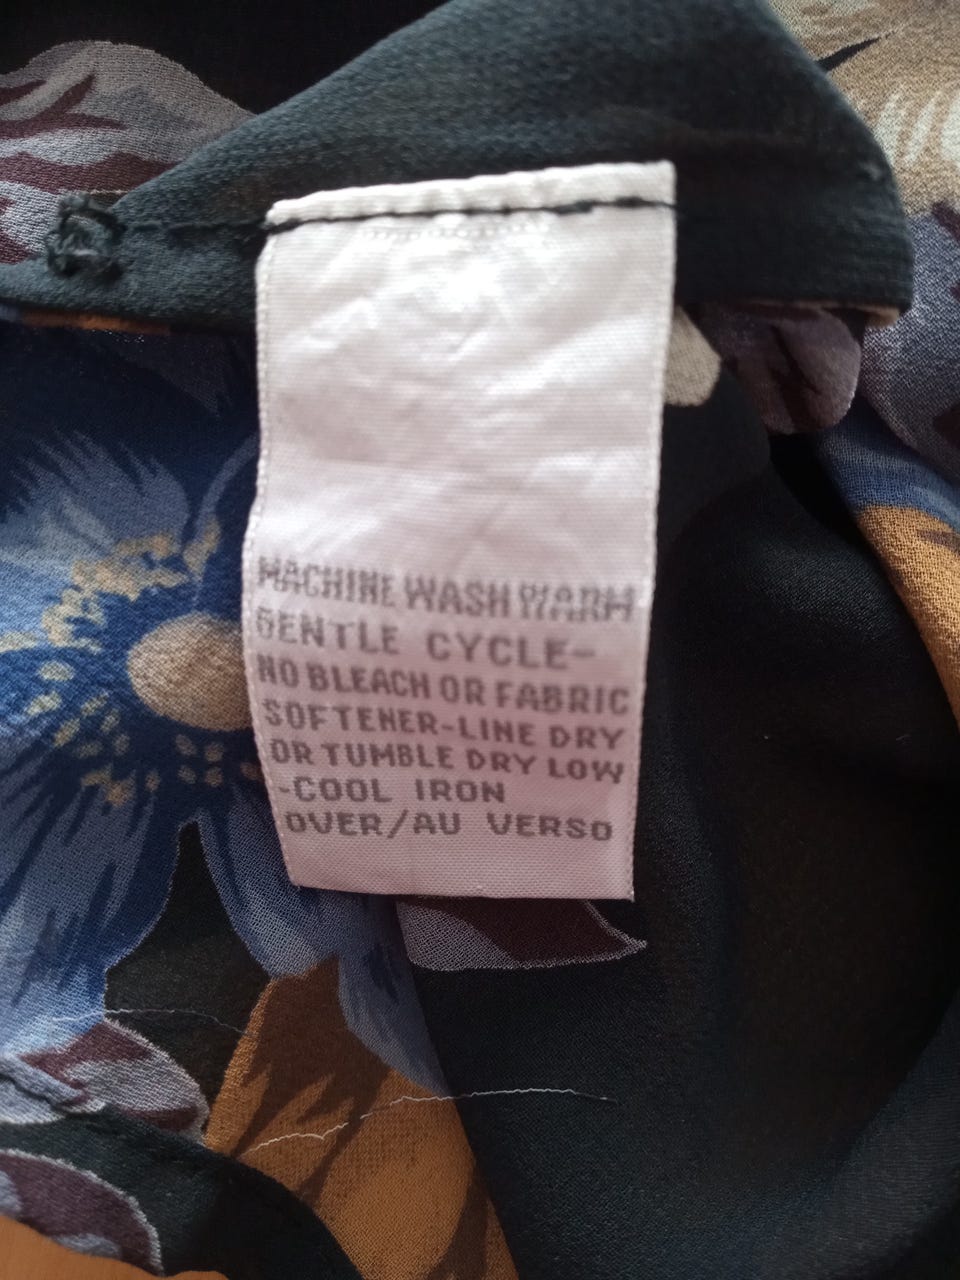 MACHINE WASH WARM
GENTLE CYCLE-
NO BLEACH OR FABRIC
SOFTENER-LINE DRY
OR TUMBLE DRY LOW
-COOL IRON
OVER/AU VERSO